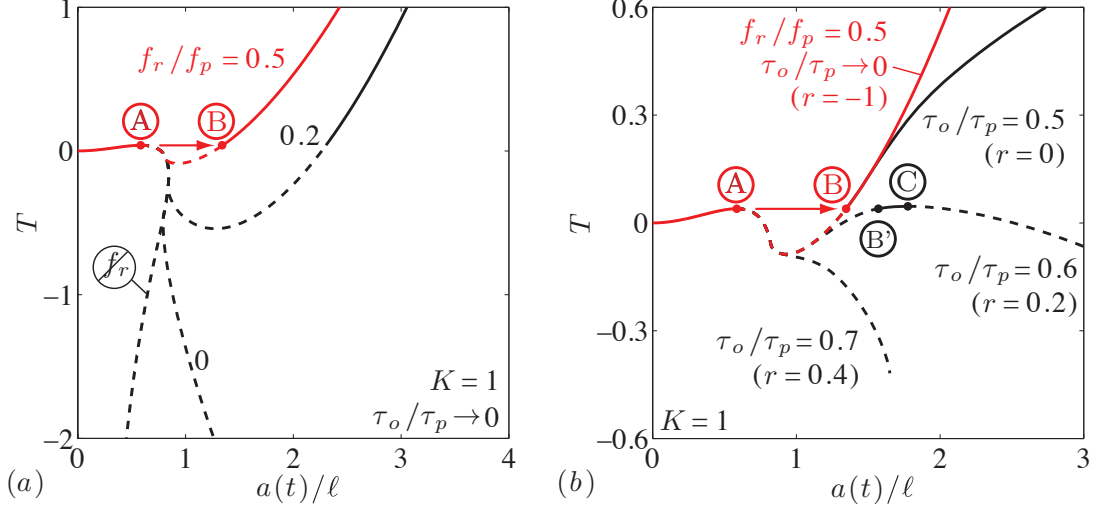 1
0
−1
−2
T
0
1
2
3
4
a(t)/ℓ
(a)
f_r/f_p = 0.5
A
B
0.2
f_r
0
K = 1
τ_o/τ_p → 0
0.6
0.3
0
−0.3
−0.6
T
0
1
2
3
a(t)/ℓ
(b)
f_r/f_p = 0.5
τ_o/τ_p → 0
(r = −1)
τ_o/τ_p = 0.5
(r = 0)
A
B
C
B'
τ_o/τ_p = 0.6
(r = 0.2)
τ_o/τ_p = 0.7
(r = 0.4)
K = 1